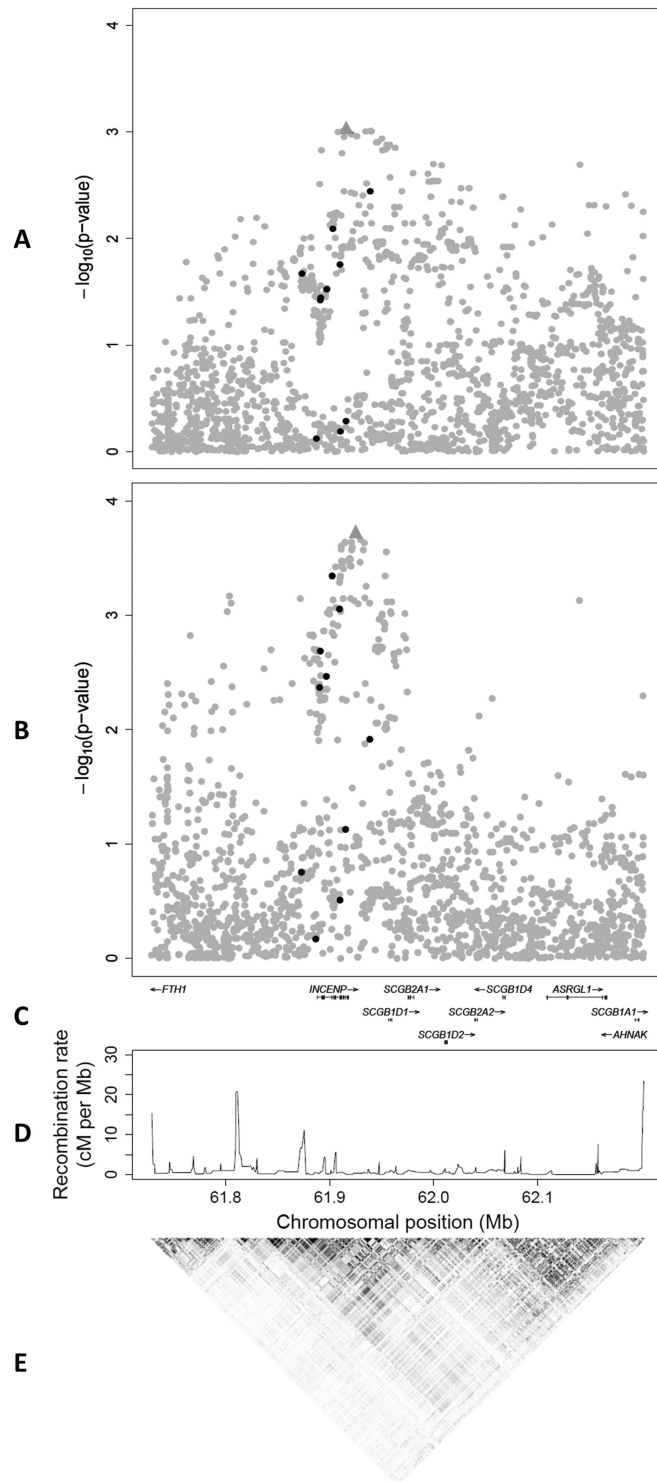 4
3
A
2
1
0
−log10(p−value)
4
3
B
2
1
0
−log10(p−value)
C
←FTH1
INCENP→
SCGB2A1→
←SCGB1D4
ASRGL1→
SCGB1D1→
SCGB2A2→
SCGB1A1→
SCGB1D2→
←AHNAK
D
Recombination rate
(cM per Mb)
30
20
10
0
61.8
61.9
62.0
62.1
Chromosomal position (Mb)
E